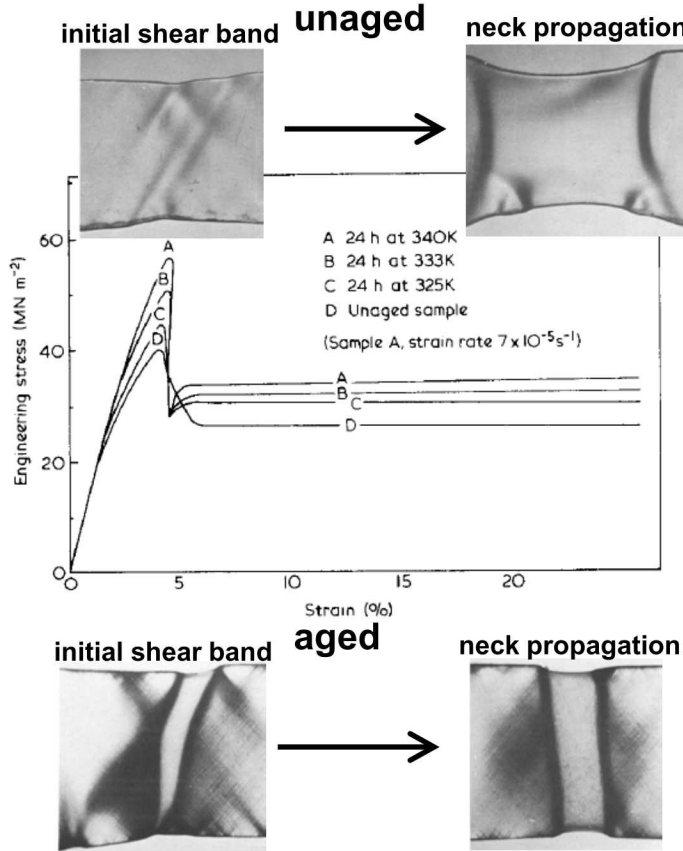 unaged
initial shear band
neck propagation
60
40
20
0
Engineering stress (MN m⁻²)
A
B
C
D
A 24 h at 340K
B 24 h at 333K
C 24 h at 325K
D Unaged sample
(Sample A, strain rate 7 x 10⁻⁵s⁻¹)
A
B
C
D
0
5
10
15
20
Strain (%)
aged
initial shear band
neck propagation